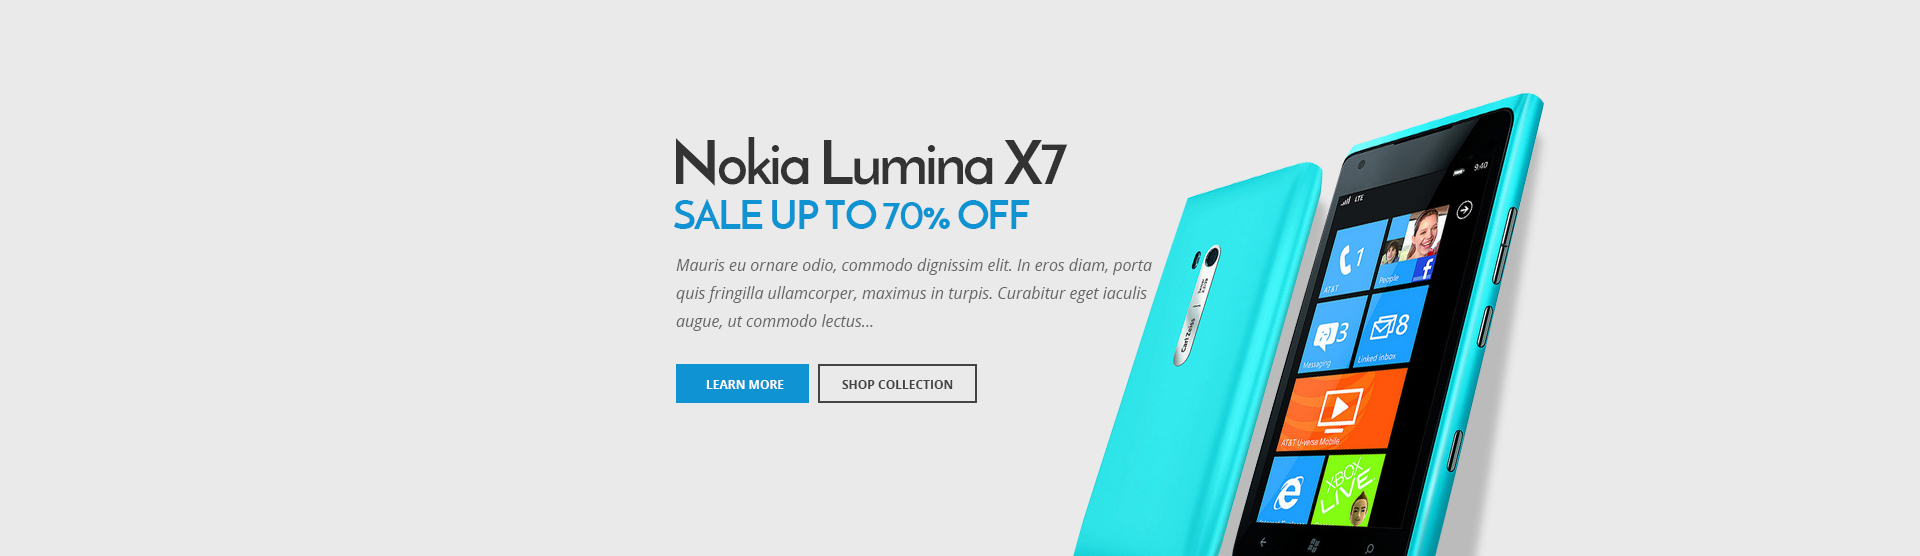 Nokia Lumina X7
SALE UP TO 70% OFF
Mauris eu ornare odio, commodo dignissim elit. In eros diam, porta
quis fringilla ullamcorper, maximus in turpis. Curabitur eget iaculis
augue, ut commodo lectus...
LEARN MORE
SHOP COLLECTION
Carl Zeiss
LTE
9:40
1
AT&T
People
f
3
Messaging
8
Linked inbox
AT&T U-verse Mobile
Internet Explorer
XBOX
LIVE